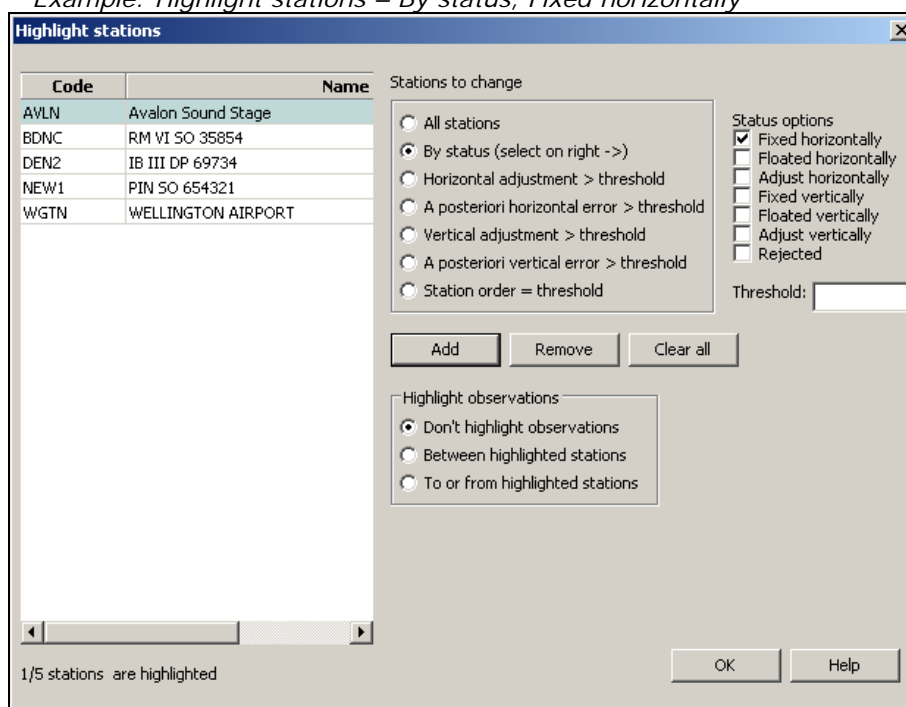 Example: Highlight stations – By status, Fixed horizontally
Highlight stations
Code Name
AVLN Avalon Sound Stage
BDNC RM VI SO 35854
DEN2 IB III DP 69734
NEW1 PIN SO 654321
WGTN WELLINGTON AIRPORT
1/5 stations are highlighted
Stations to change
All stations
By status (select on right ->)
Horizontal adjustment > threshold
A posteriori horizontal error > threshold
Vertical adjustment > threshold
A posteriori vertical error > threshold
Station order = threshold
Status options
Fixed horizontally
Floated horizontally
Adjust horizontally
Fixed vertically
Floated vertically
Adjust vertically
Rejected
Threshold:
Add Remove Clear all
Highlight observations
Don't highlight observations
Between highlighted stations
To or from highlighted stations
OK Help